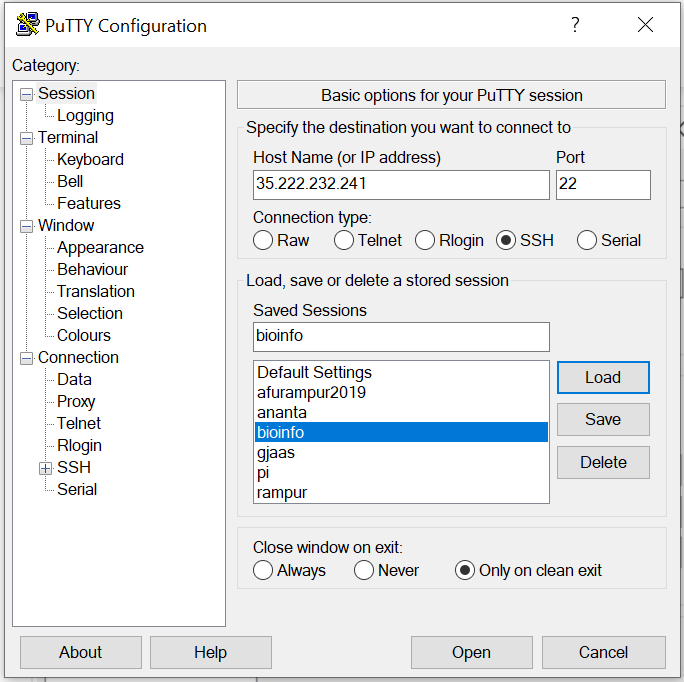 PuTTY Configuration
?
Category:
Session
Logging
Terminal
Keyboard
Bell
Features
Window
Appearance
Behaviour
Translation
Selection
Colours
Connection
Data
Proxy
Telnet
Rlogin
SSH
Serial
Basic options for your PuTTY session
Specify the destination you want to connect to
Host Name (or IP address) Port
35.222.232.241 22
Connection type:
Raw Telnet Rlogin SSH Serial
Load, save or delete a stored session
Saved Sessions
bioinfo
Default Settings
afurampur2019
ananta
bioinfo
gjaas
pi
rampur
Load
Save
Delete
Close window on exit:
Always Never Only on clean exit
About Help Open Cancel